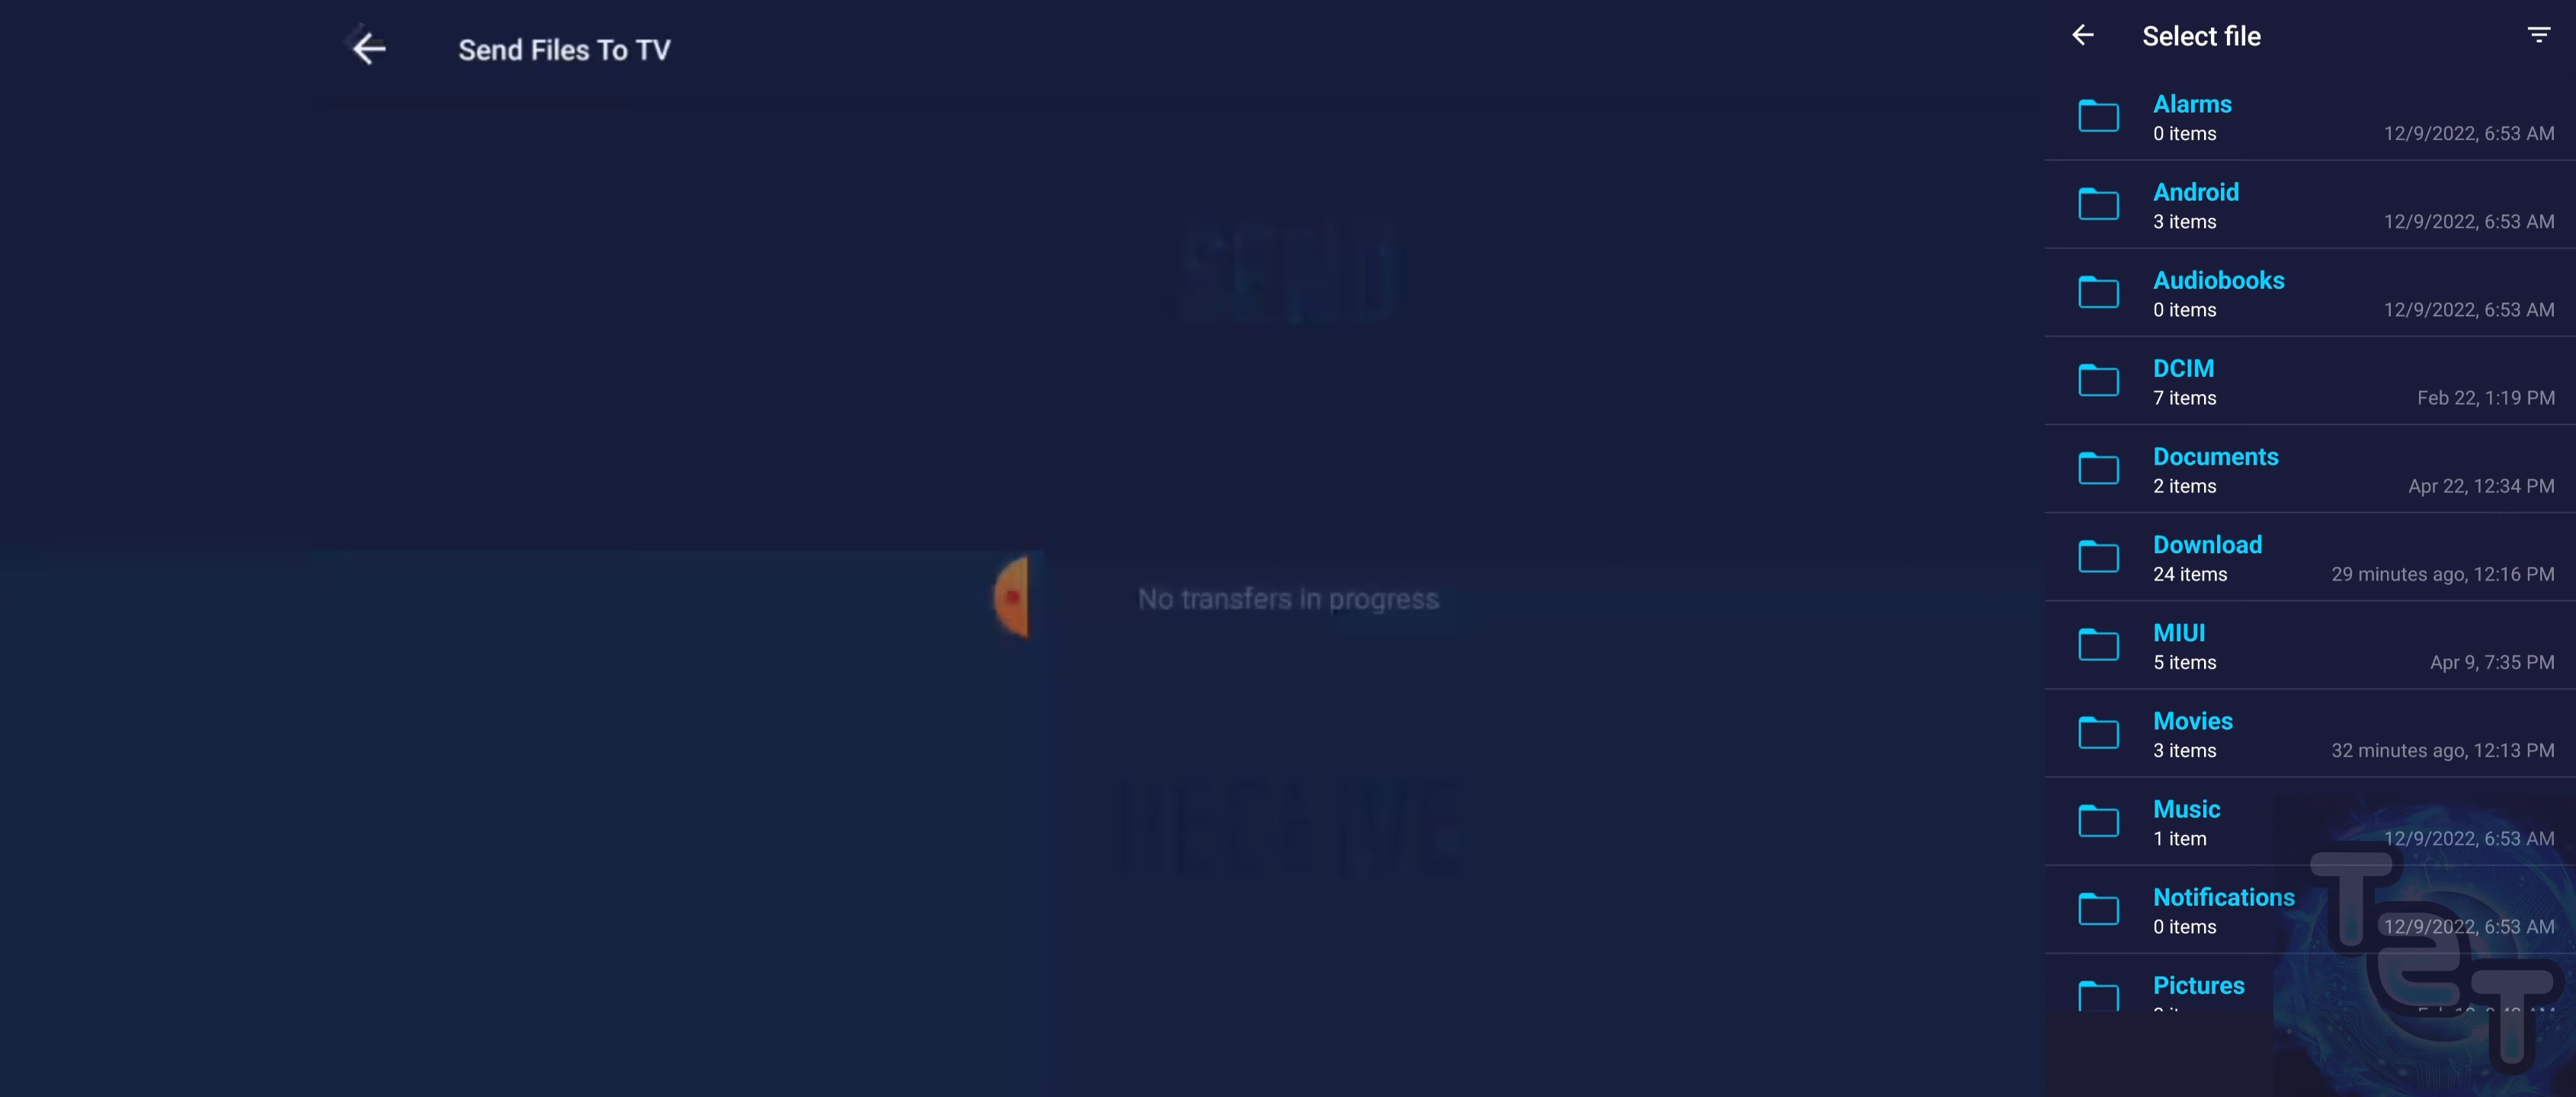 Send Files To TV
SEND
No transfers in progress
RECEIVE
Select file
Alarms
0 items 12/9/2022, 6:53 AM
Android
3 items 12/9/2022, 6:53 AM
Audiobooks
0 items 12/9/2022, 6:53 AM
DCIM
7 items Feb 22, 1:19 PM
Documents
2 items Apr 22, 12:34 PM
Download
24 items 29 minutes ago, 12:16 PM
MIUI
5 items Apr 9, 7:35 PM
Movies
3 items 32 minutes ago, 12:13 PM
Music
1 item 12/9/2022, 6:53 AM
Notifications
0 items 12/9/2022, 6:53 AM
Pictures